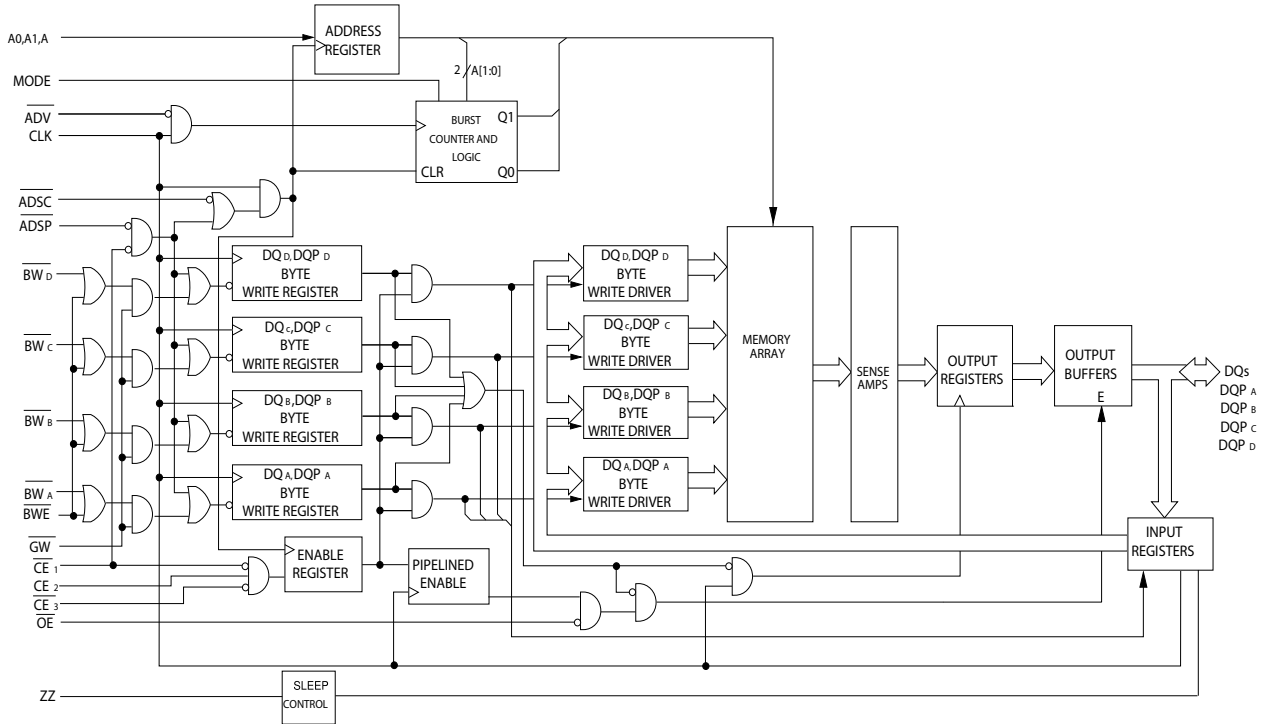 A0,A1,A
ADDRESS
REGISTER
2
A[1:0]
MODE
ADV
CLK
BURST
COUNTER AND
LOGIC
Q1
CLR
Q0
ADSC
ADSP
BW D
DQ D,DQP D
BYTE
WRITE REGISTER
DQ D,DQP D
BYTE
WRITE DRIVER
BW C
DQ c,DQP C
BYTE
WRITE REGISTER
DQ c,DQP C
BYTE
WRITE DRIVER
MEMORY
ARRAY
SENSE
AMPS
OUTPUT
REGISTERS
OUTPUT
BUFFERS
E
DQs
DQP A
DQP B
DQP C
DQP D
BW B
DQ B,DQP B
BYTE
WRITE REGISTER
DQ B,DQP B
BYTE
WRITE DRIVER
BW A
BWE
DQ A,DQP A
BYTE
WRITE REGISTER
DQ A,DQP A
BYTE
WRITE DRIVER
GW
CE 1
CE 2
CE 3
OE
ENABLE
REGISTER
PIPELINED
ENABLE
INPUT
REGISTERS
ZZ
SLEEP
CONTROL